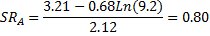 SR_A = (3.21 − 0.68Ln(9.2)) / 2.12 = 0.80